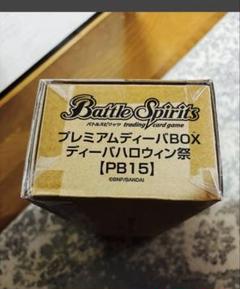 Battle Spirits
バトルスピリッツ trading card game
プレミアムディーバBOX
ディーバハロウィン祭
【PB15】
©BNP/BANDAI